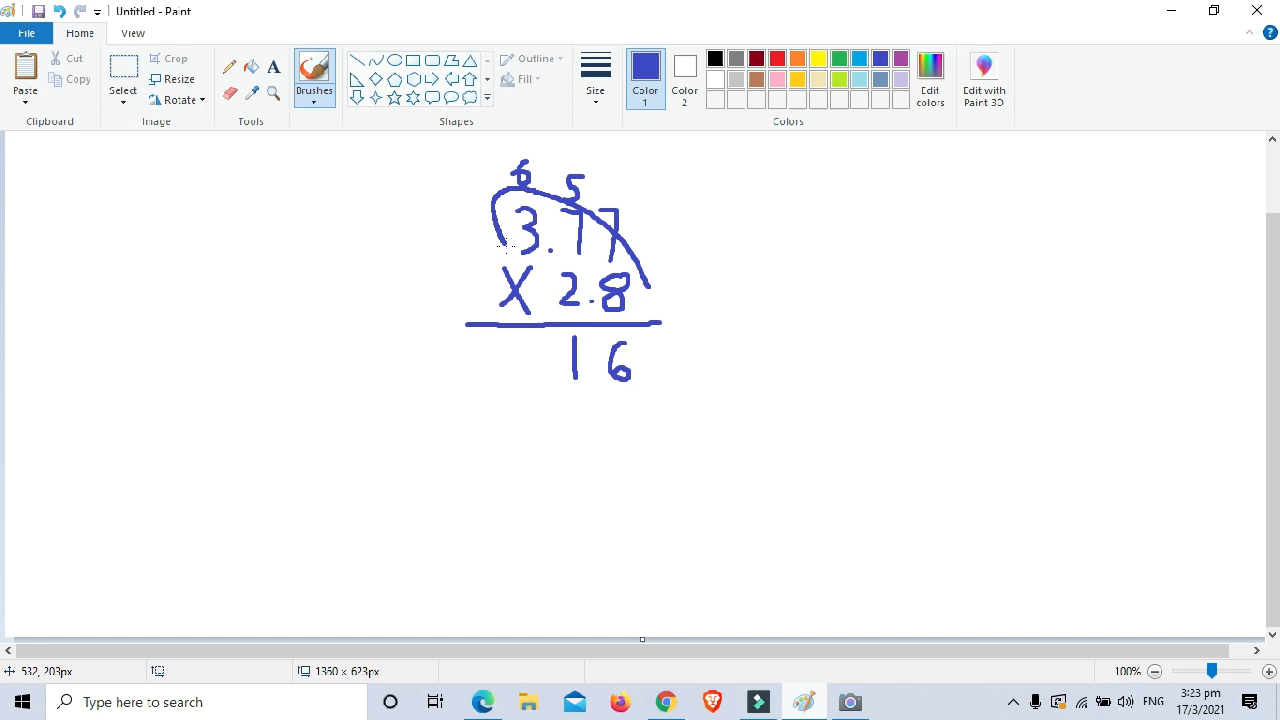 Untitled - Paint
File Home View
Paste Cut Copy Select Crop Resize Rotate A Brushes Outline Fill Size Color 1 Color 2 Edit colors Edit with Paint 3D
Clipboard Image Tools Shapes Colors
6 5
3.77
X 2.8
16
532, 203px 1360 × 623px 100%
Type here to search ENG 3:23 pm 17/3/2021